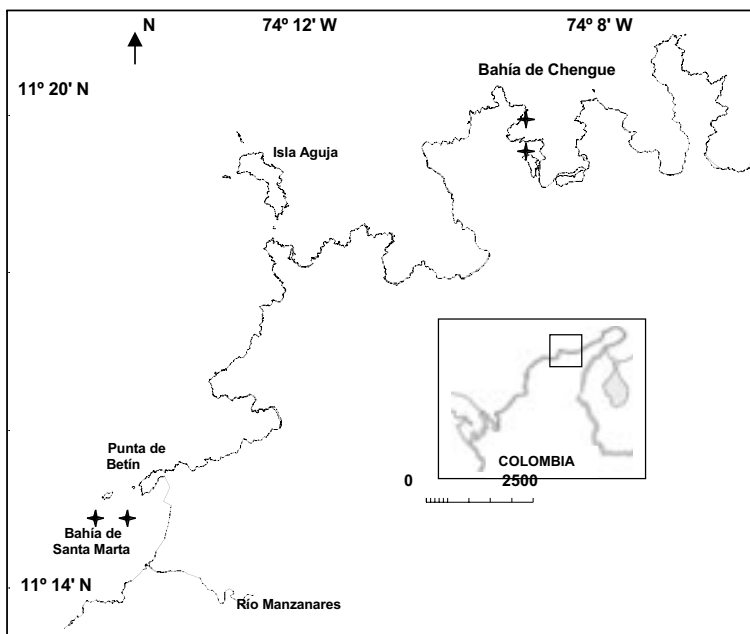 N
74º 12' W
74º 8' W
Bahía de Chengue
11º 20' N
Isla Aguja
Punta de
Betín
COLOMBIA
0 2500
Bahía de
Santa Marta
11º 14' N
Río Manzanares